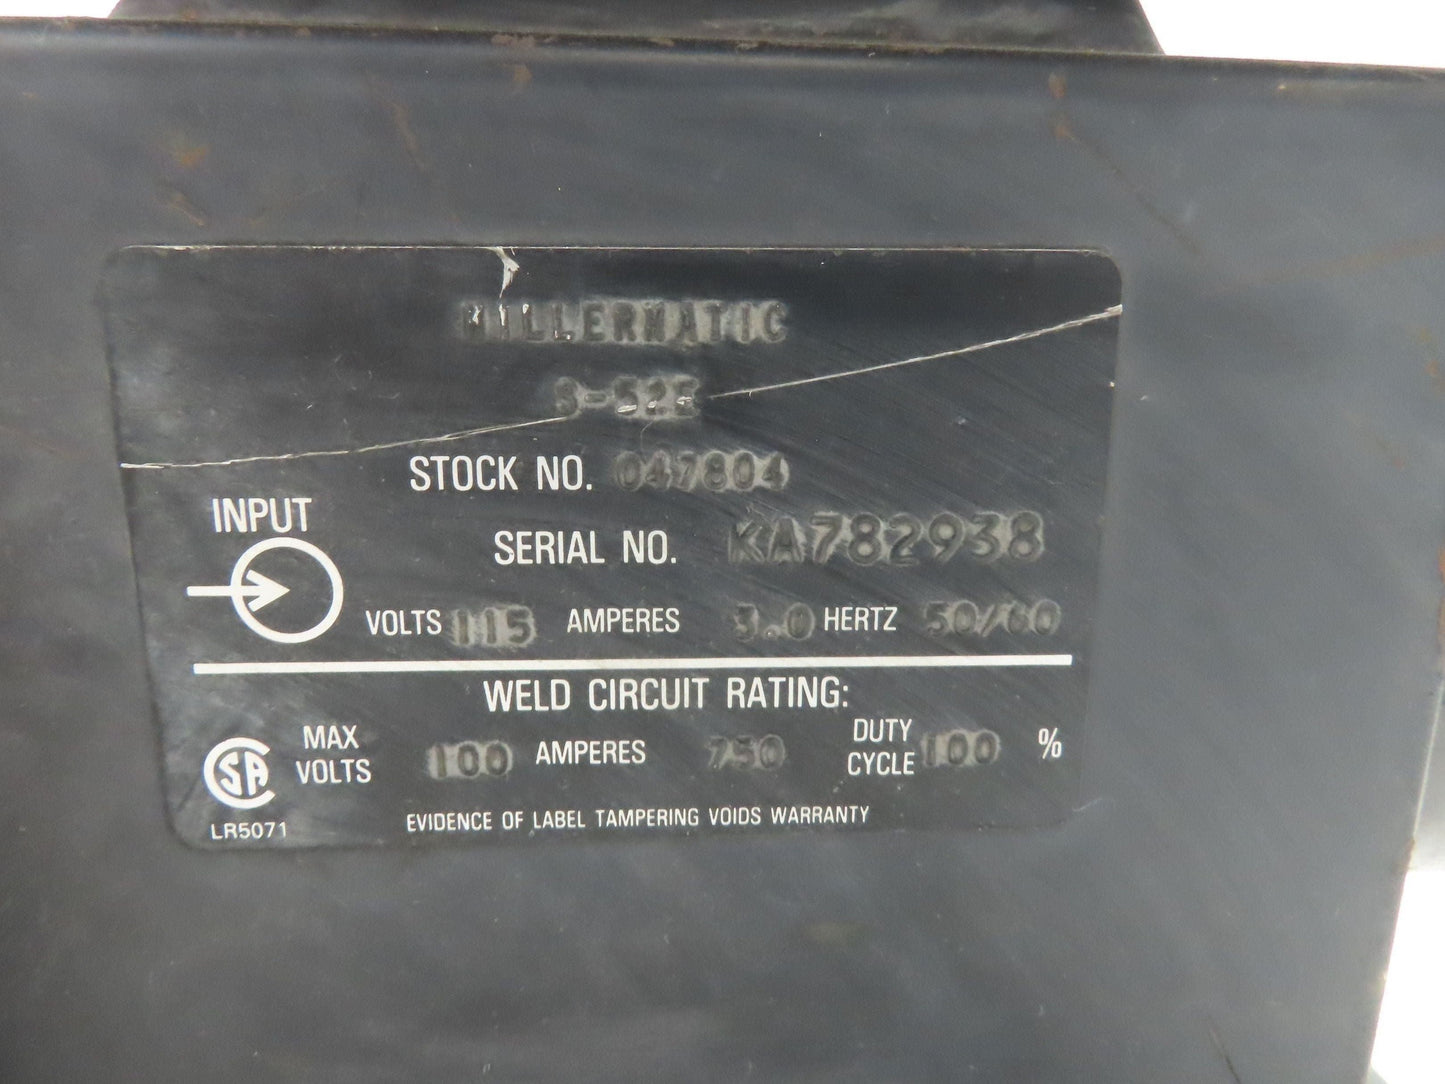 MILLERMATIC
S-52E
STOCK NO. 047804
INPUT
SERIAL NO. KA782938
VOLTS 115 AMPERES 3.0 HERTZ 50/60
WELD CIRCUIT RATING:
MAX VOLTS 100 AMPERES 750 DUTY CYCLE 100 %
SA
LR5071
EVIDENCE OF LABEL TAMPERING VOIDS WARRANTY